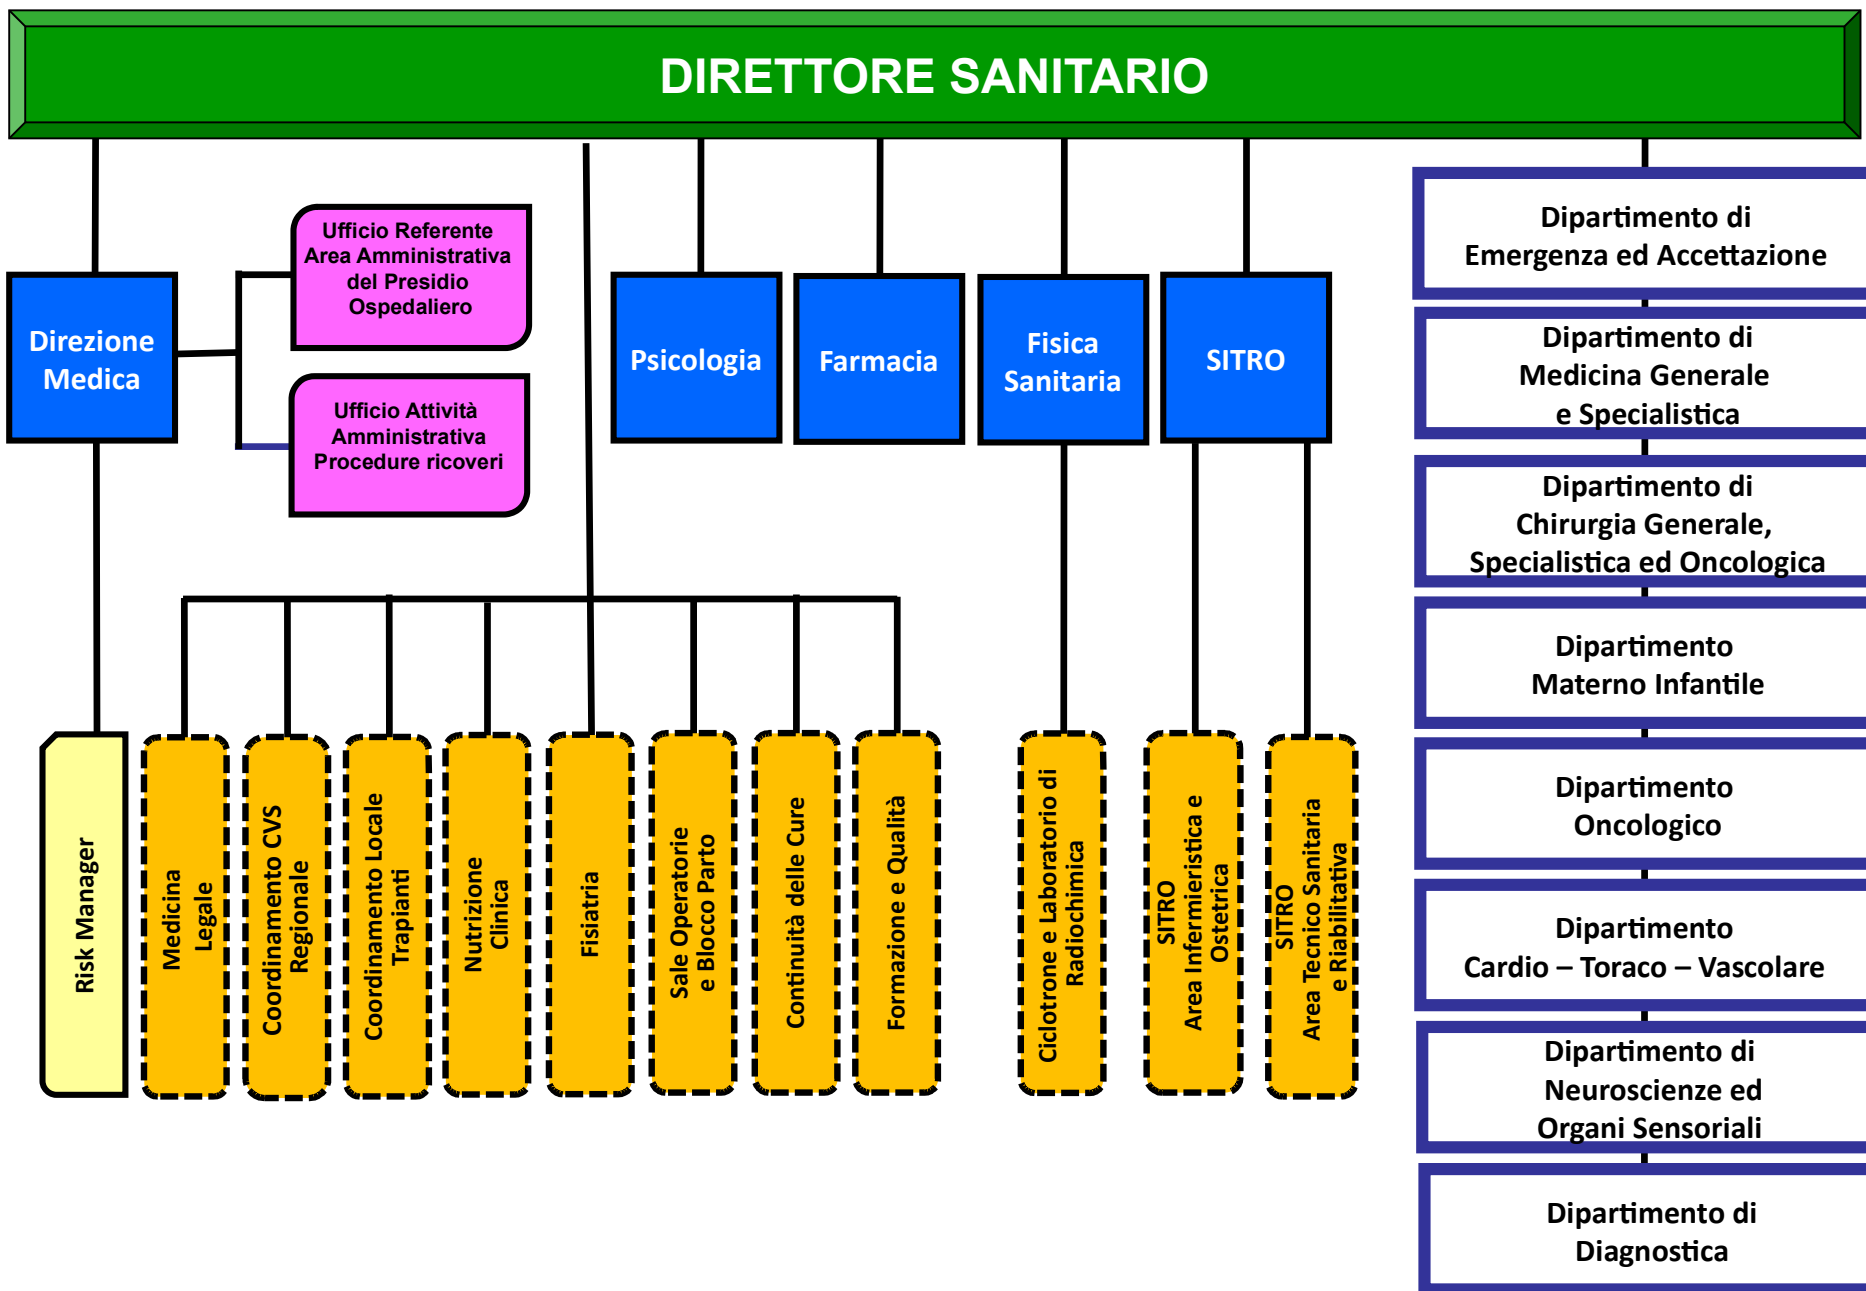 DIRETTORE SANITARIO
Ufficio Referente
Area Amministrativa
del Presidio
Ospedaliero
Direzione
Medica
Ufficio Attività
Amministrativa
Procedure ricoveri
Psicologia
Farmacia
Fisica
Sanitaria
SITRO
Risk Manager
Medicina
Legale
Coordinamento CVS
Regionale
Coordinamento Locale
Trapianti
Nutrizione
Clinica
Fisiatria
Sale Operatorie
e Blocco Parto
Continuità delle Cure
Formazione e Qualità
Ciclotrone e Laboratorio di
Radiochimica
SITRO
Area Infermieristica e
Ostetrica
SITRO
Area Tecnico Sanitaria
e Riabilitativa
Dipartimento di
Emergenza ed Accettazione
Dipartimento di
Medicina Generale
e Specialistica
Dipartimento di
Chirurgia Generale,
Specialistica ed Oncologica
Dipartimento
Materno Infantile
Dipartimento
Oncologico
Dipartimento
Cardio – Toraco – Vascolare
Dipartimento di
Neuroscienze ed
Organi Sensoriali
Dipartimento di
Diagnostica